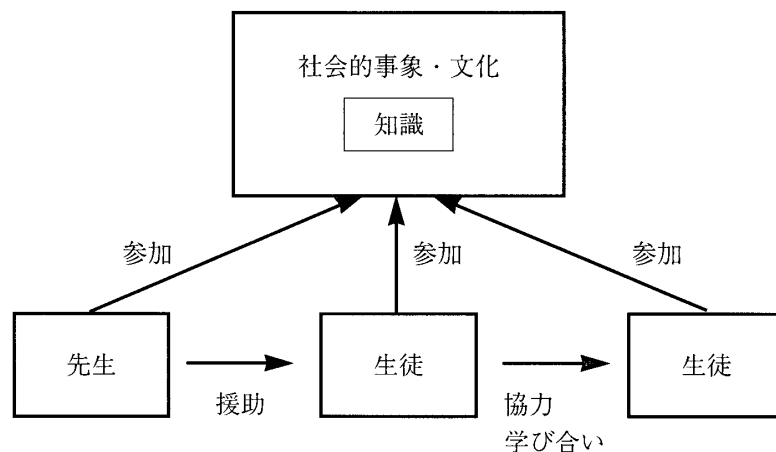 社会的事象・文化
知識
参加
参加
参加
先生
生徒
生徒
援助
協力
学び合い